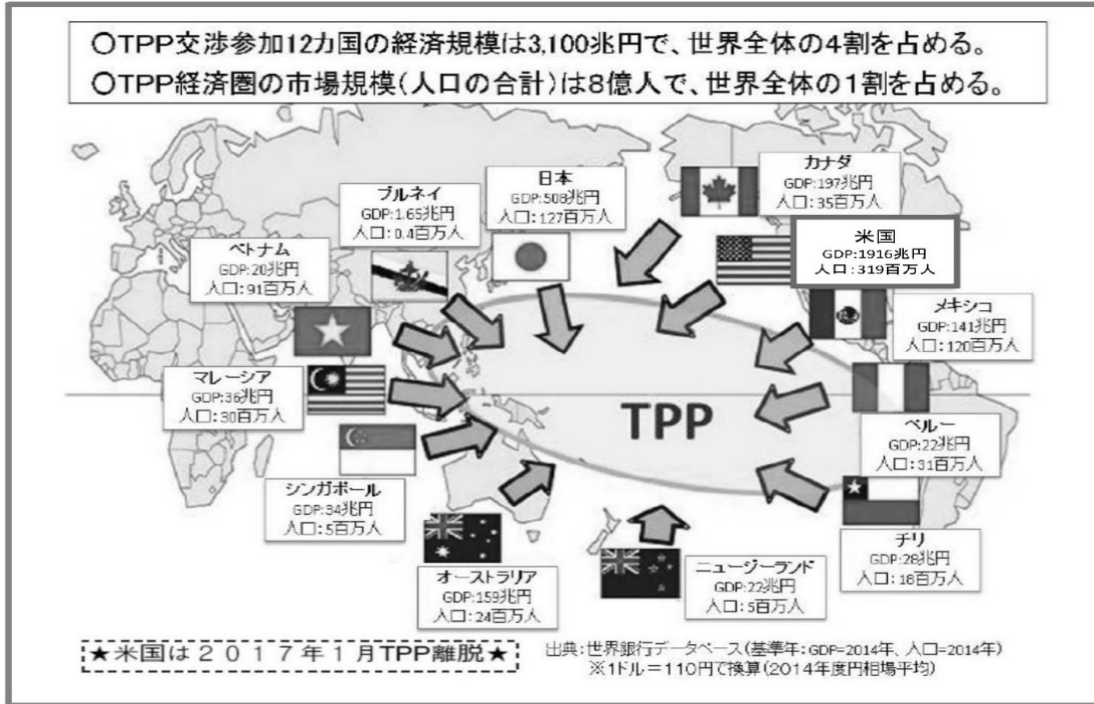 ○TPP交渉参加12カ国の経済規模は3,100兆円で、世界全体の4割を占める。
○TPP経済圏の市場規模(人口の合計)は8億人で、世界全体の1割を占める。
カナダ
GDP:197兆円
人口:35百万人
日本
GDP:508兆円
人口:127百万人
ブルネイ
GDP:1.65兆円
人口:0.4百万人
米国
GDP:1916兆円
人口:319百万人
ベトナム
GDP:20兆円
人口:91百万人
メキシコ
GDP:141兆円
人口:120百万人
マレーシア
GDP:36兆円
人口:30百万人
TPP
ペルー
GDP:22兆円
人口:31百万人
シンガポール
GDP:34兆円
人口:5百万人
チリ
GDP:28兆円
人口:18百万人
オーストラリア
GDP:159兆円
人口:24百万人
ニュージーランド
GDP:22兆円
人口:5百万人
★米国は2017年1月TPP離脱★
出典:世界銀行データベース(基準年:GDP=2014年、人口=2014年)
※1ドル=110円で換算(2014年度円相場平均)